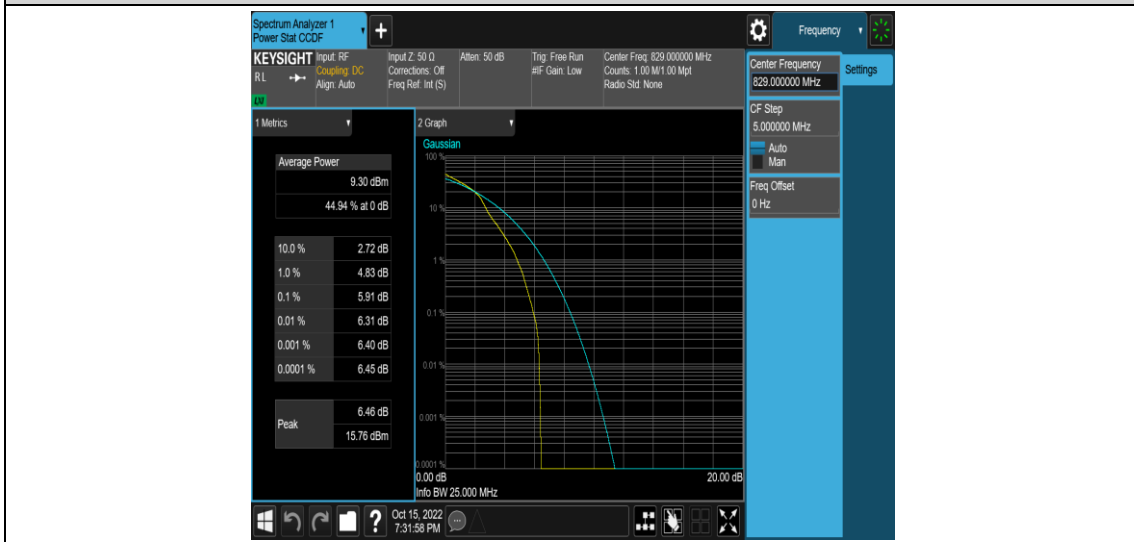 Spectrum Analyzer 1
Power Stat CCDF
+
Frequency
KEYSIGHT
RL
LXI
Input: RF
Coupling: DC
Align: Auto
Input Z: 50 Ω
Corrections: Off
Freq Ref: Int (S)
Atten: 50 dB
Trig: Free Run
#IF Gain: Low
Center Freq: 829.000000 MHz
Counts: 1.00 M/1.00 Mpt
Radio Std: None
Center Frequency
829.000000 MHz
Settings
CF Step
5.000000 MHz
Auto
Man
Freq Offset
0 Hz
1 Metrics
Average Power
9.30 dBm
44.94 % at 0 dB
10.0 % 2.72 dB
1.0 % 4.83 dB
0.1 % 5.91 dB
0.01 % 6.31 dB
0.001 % 6.40 dB
0.0001 % 6.45 dB
Peak
6.46 dB
15.76 dBm
2 Graph
Gaussian
100 %
10 %
1 %
0.1 %
0.01 %
0.001 %
0.0001 %
0.00 dB 20.00 dB
Info BW 25.000 MHz
?
Oct 15, 2022
7:31:58 PM